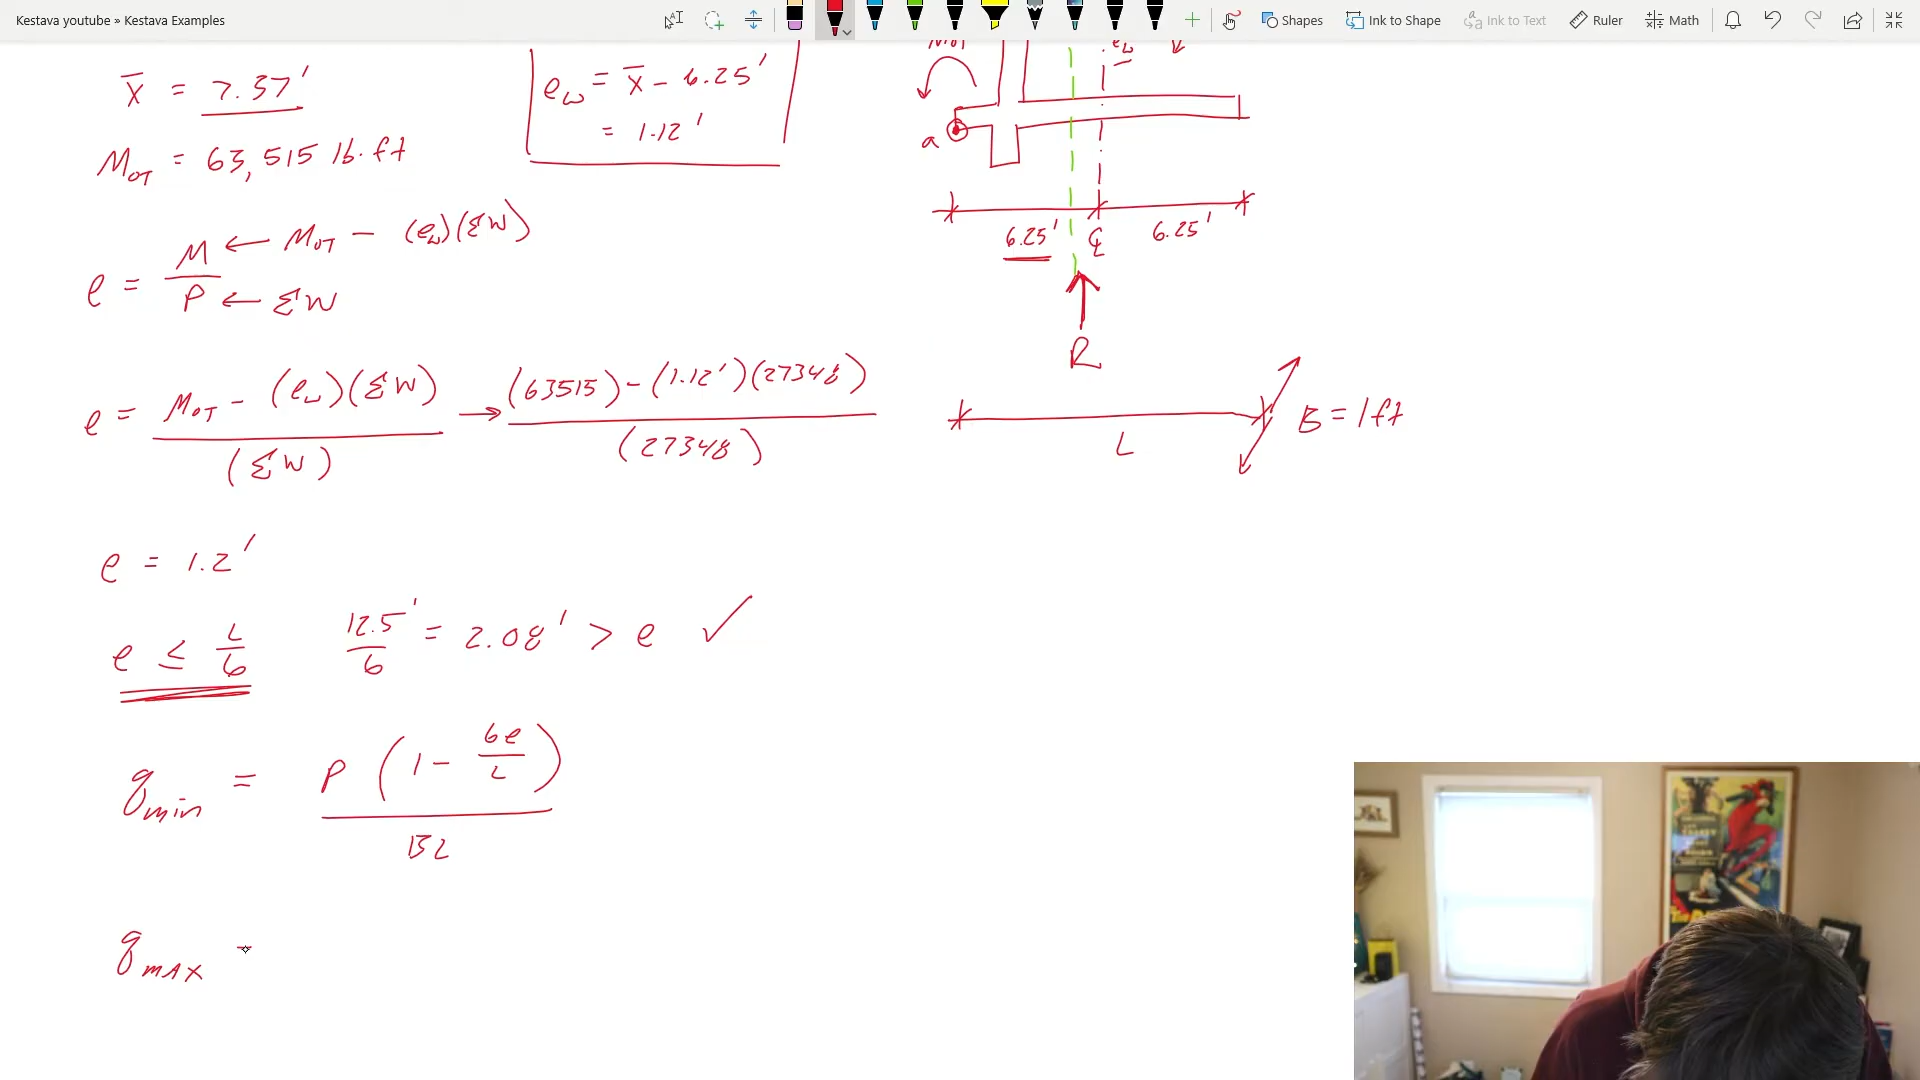 Kestava youtube » Kestava Examples
Shapes
Ink to Shape
Ink to Text
Ruler
Math
x̄ = 7.37'
M_OT = 63,515 lb·ft
e_w = x̄ - 6.25'
= 1.12'
M_OT
e_w
a
6.25' ℄ 6.25'
R
L
B = 1ft
e = M/P
M ← M_OT - (e_w)(ΣW)
P ← ΣW
e = (M_OT - (e_w)(ΣW))/(ΣW) → ((63515) - (1.12')(27348))/(27348)
e = 1.2'
e ≤ L/6
12.5'/6 = 2.08' > e ✓
q_min = P(1 - 6e/L)/BL
q_MAX -